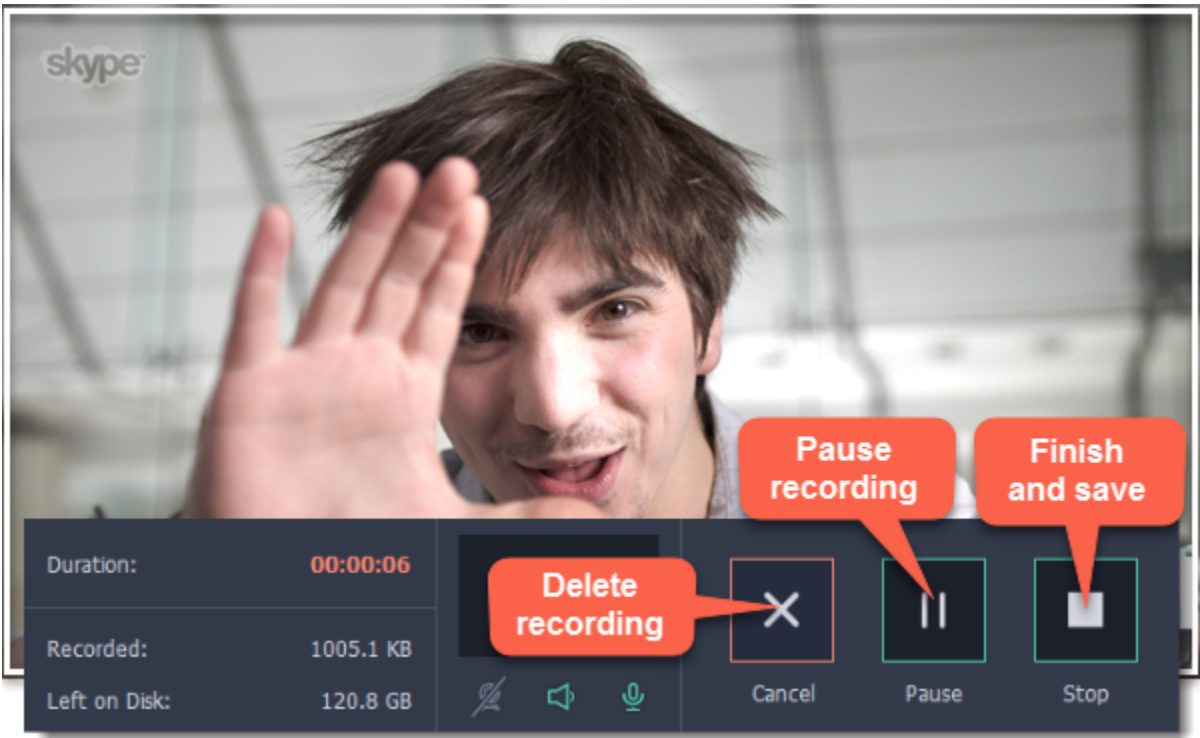 skype™
Pause
recording
Finish
and save
Duration: 00:00:06
Delete
recording
Recorded: 1005.1 KB
Left on Disk: 120.8 GB
Cancel Pause Stop